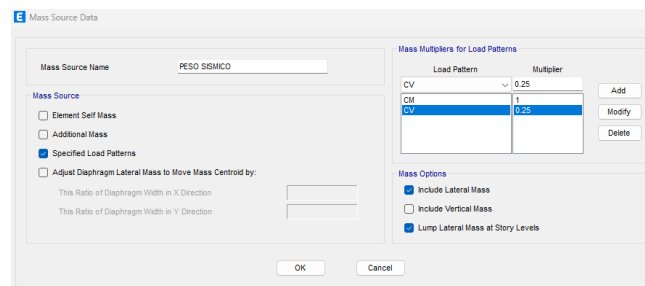 E Mass Source Data
Mass Source Name PESO SISMICO
Mass Source
Element Self Mass
Additional Mass
Specified Load Patterns
Adjust Diaphragm Lateral Mass to Move Mass Centroid by:
This Ratio of Diaphragm Width in X Direction
This Ratio of Diaphragm Width in Y Direction
Mass Multipliers for Load Patterns
Load Pattern Multiplier
CV 0.25 Add
CM 1
CV 0.25 Modify
Delete
Mass Options
Include Lateral Mass
Include Vertical Mass
Lump Lateral Mass at Story Levels
OK Cancel